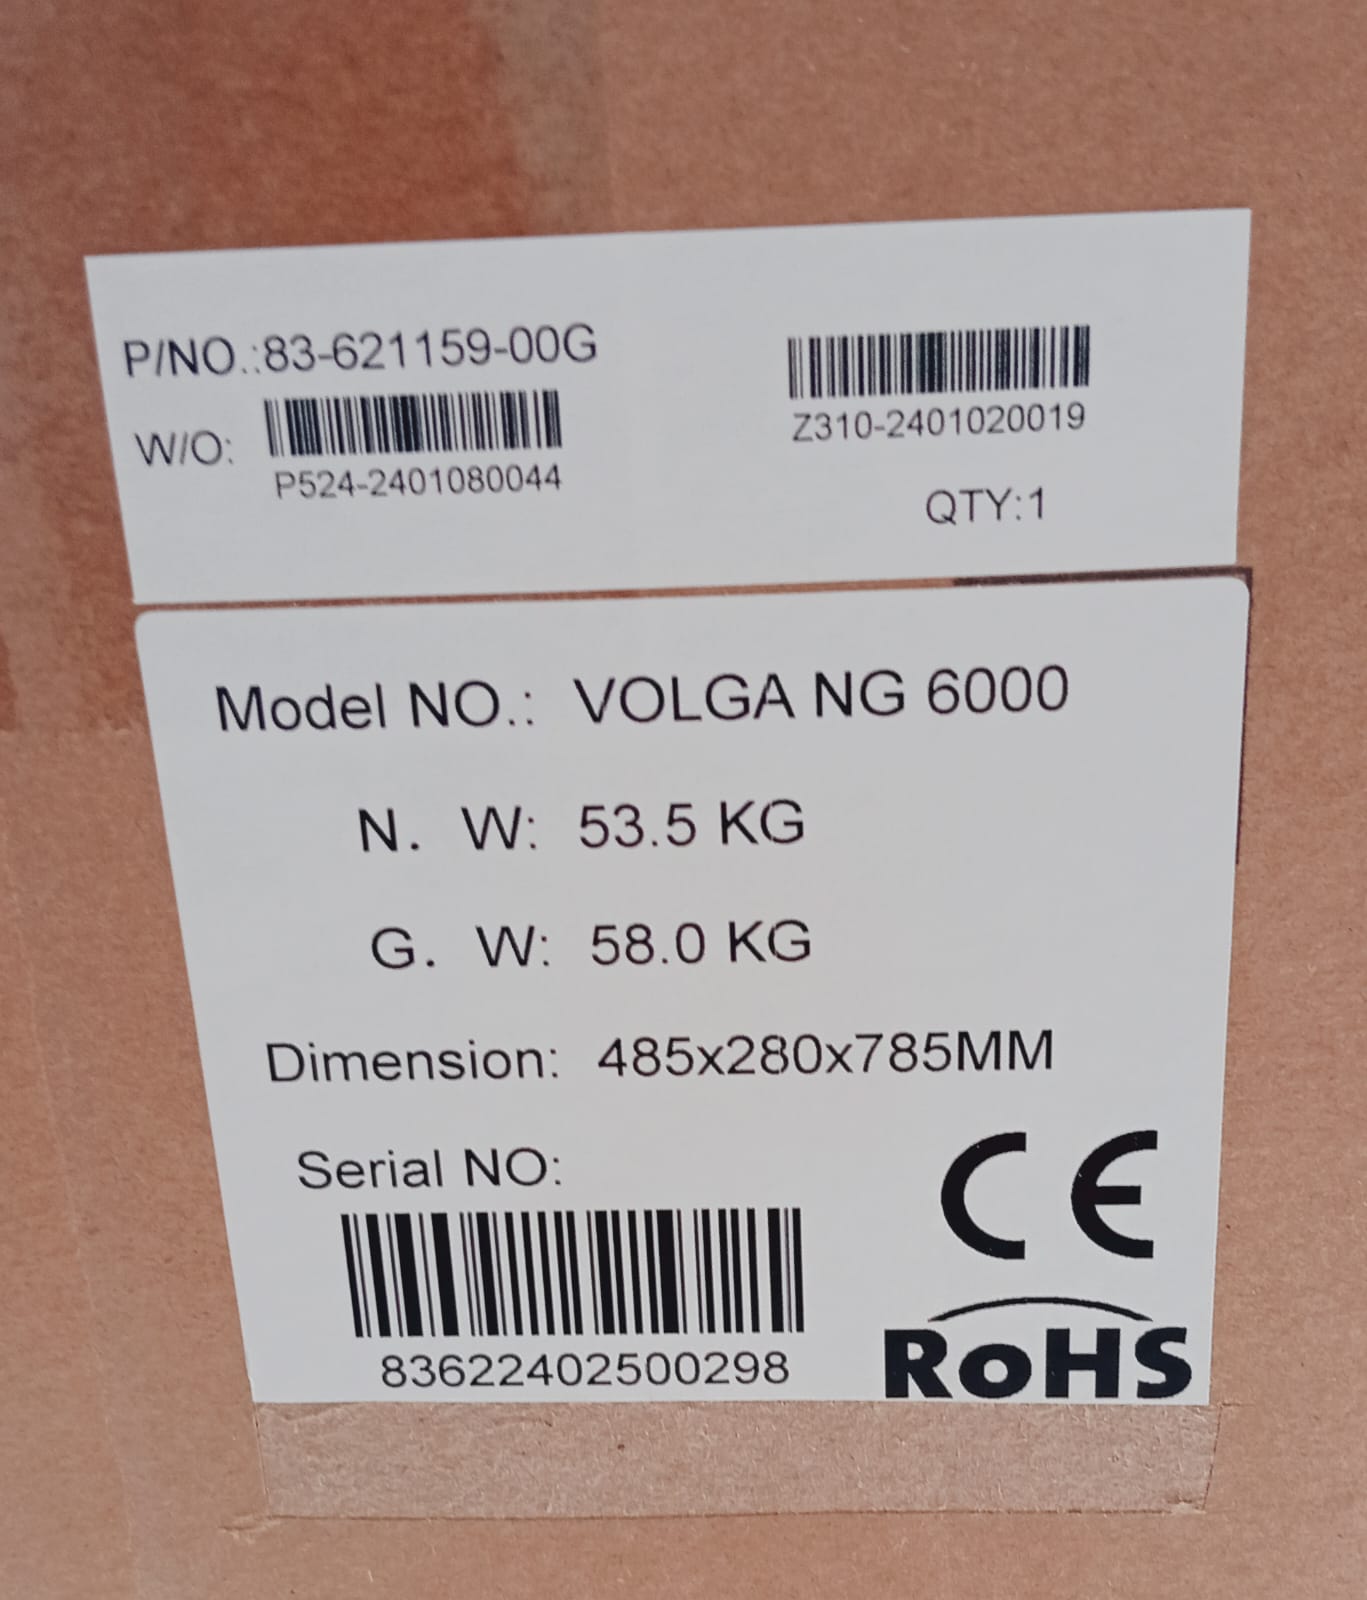 P/NO.:83-621159-00G
W/O:
P524-2401080044
Z310-2401020019
QTY:1
Model NO.: VOLGA NG 6000
N. W: 53.5 KG
G. W: 58.0 KG
Dimension: 485x280x785MM
Serial NO:
83622402500298
CE
RoHS